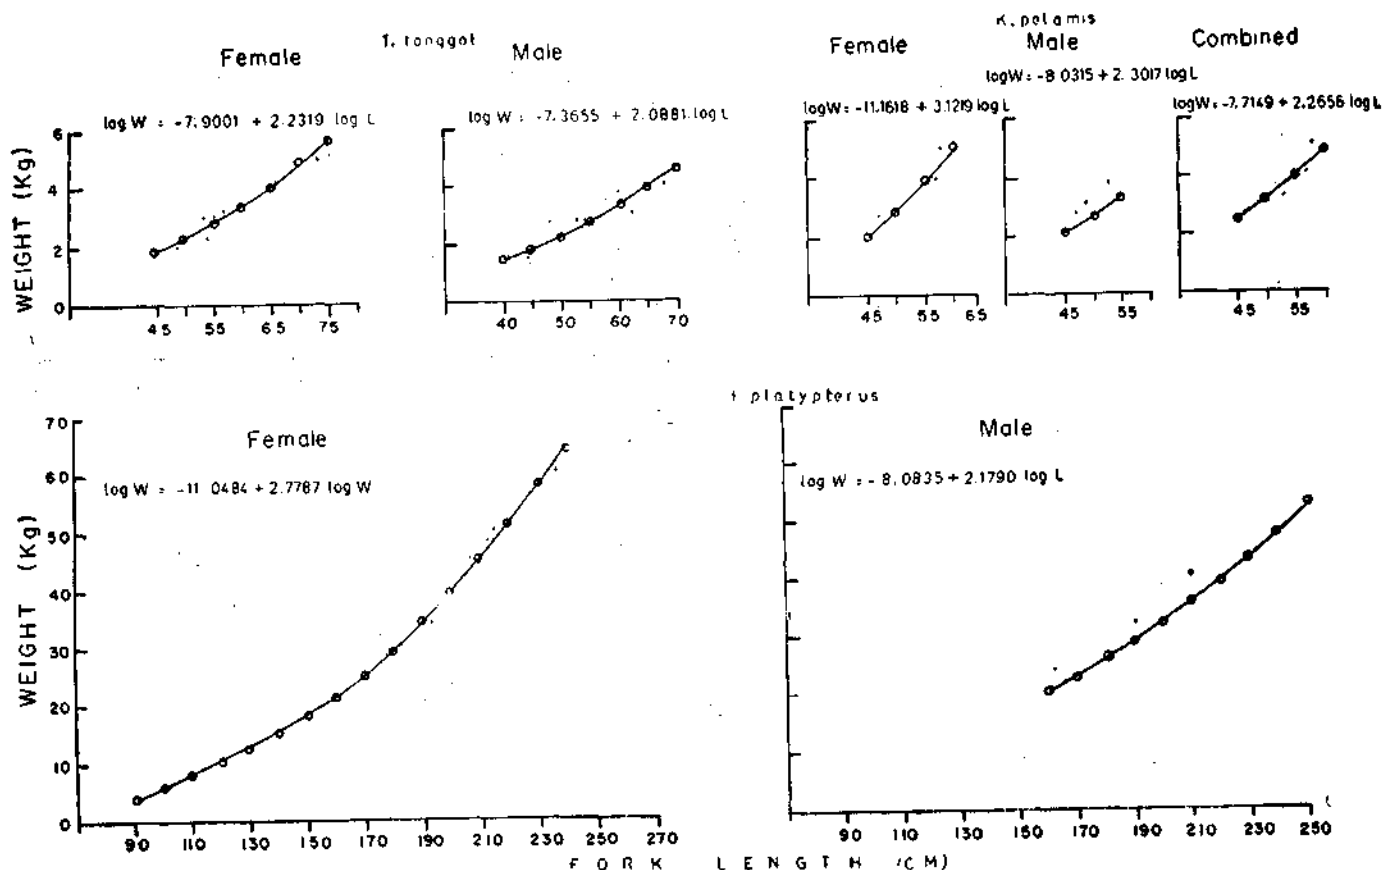 T. tonggol
K. pelamis
Female
Male
Female
Male
Combined
log W = -7.9001 + 2.2319 log L
log W = -7.3655 + 2.0881 log L
log W = -11.1618 + 3.1219 log L
log W = -8.0315 + 2.3017 log L
log W = -7.7149 + 2.2656 L
WEIGHT (Kg)
6
4
2
0
45 55 65 75
40 50 60 70
45 55 65
45 55
45 55
platypterus
Female
Male
log W = -11.0484 + 2.7787 log W
log W = -8.0835 + 2.1790 log L
WEIGHT (Kg)
70
60
50
40
30
20
10
0
90 110 130 150 170 190 210 230 250 270
90 110 130 150 170 190 210 230 250
FORK LENGTH (CM)